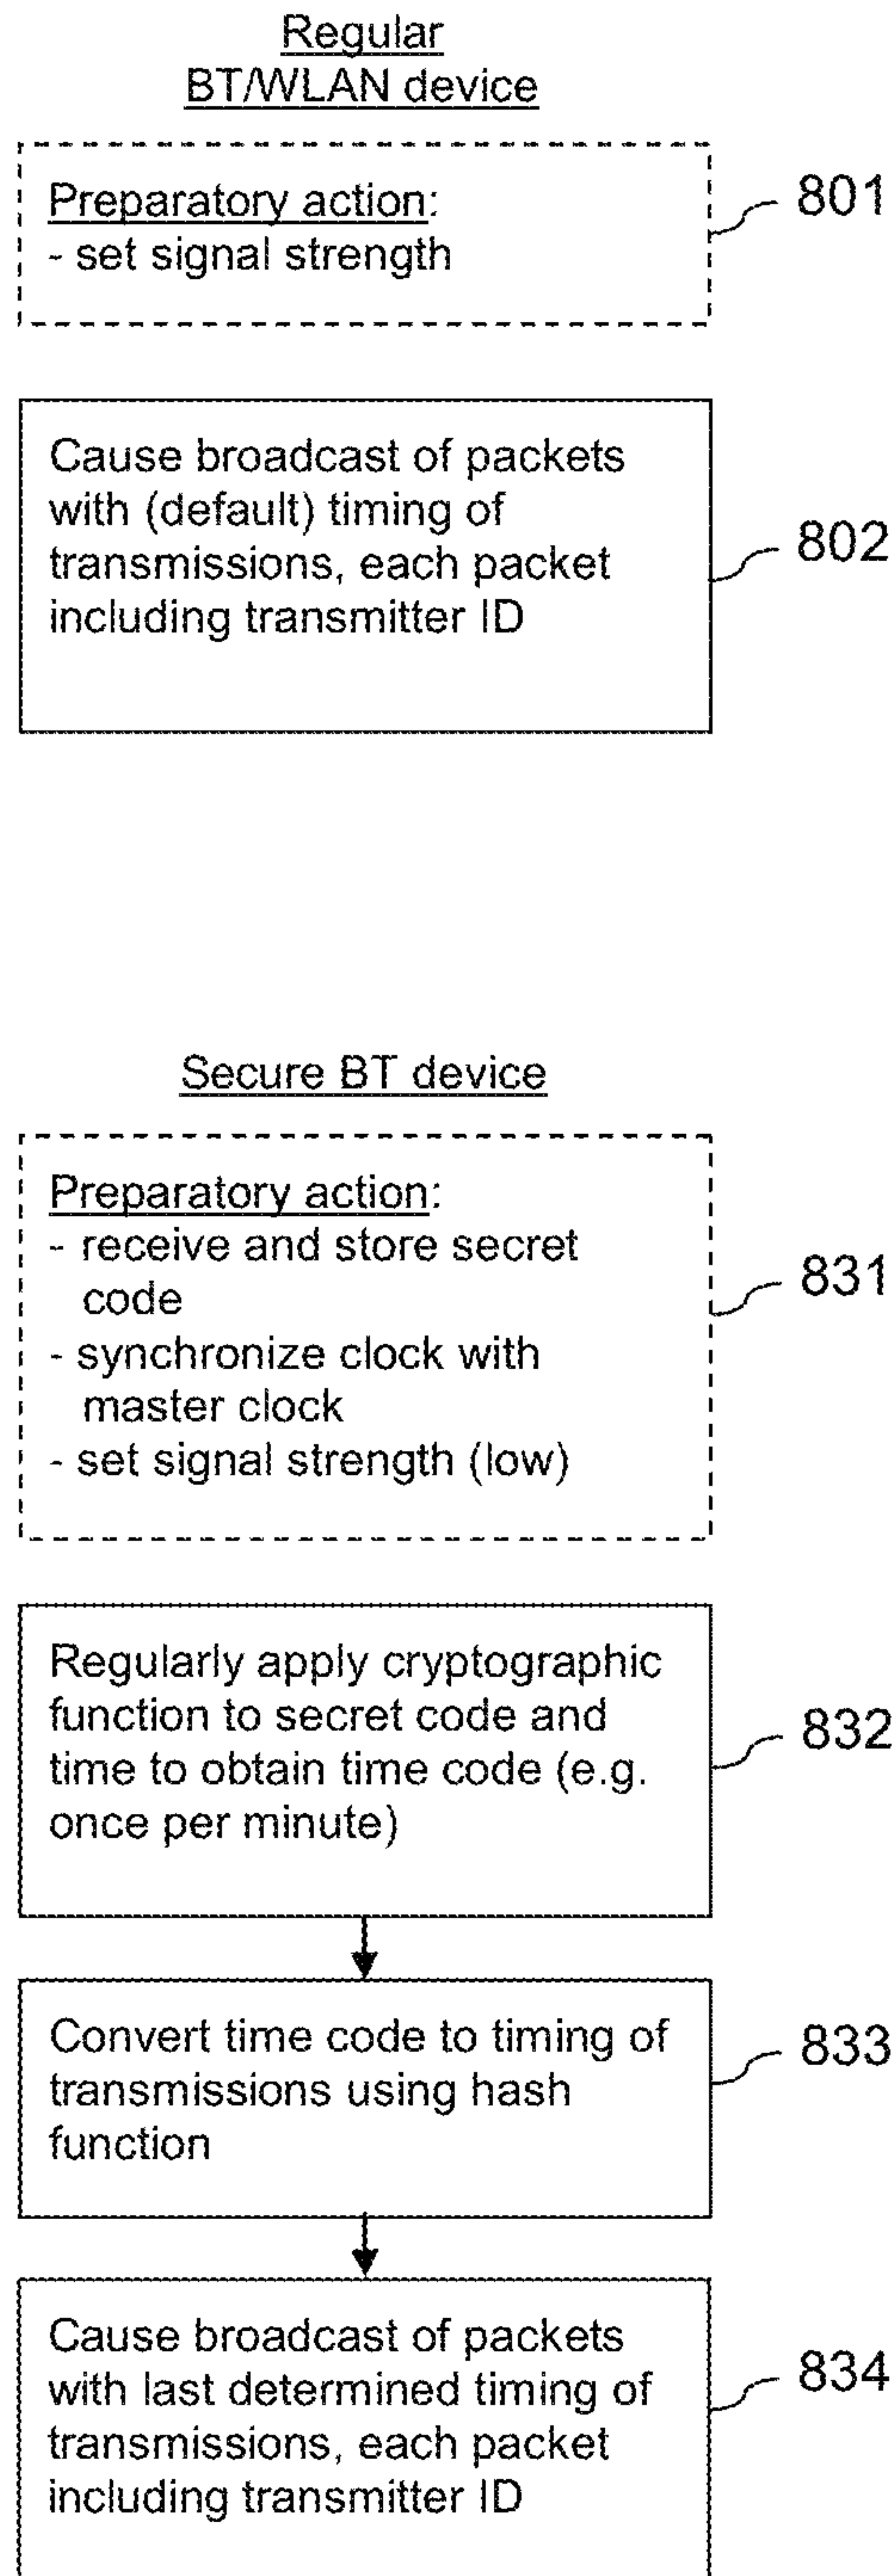 Regular
BT/WLAN device
Preparatory action:
- set signal strength
801
Cause broadcast of packets
with (default) timing of
transmissions, each packet
including transmitter ID
802
Secure BT device
Preparatory action:
- receive and store secret
code
- synchronize clock with
master clock
- set signal strength (low)
831
Regularly apply cryptographic
function to secret code and
time to obtain time code (e.g.
once per minute)
832
Convert time code to timing of
transmissions using hash
function
833
Cause broadcast of packets
with last determined timing of
transmissions, each packet
including transmitter ID
834